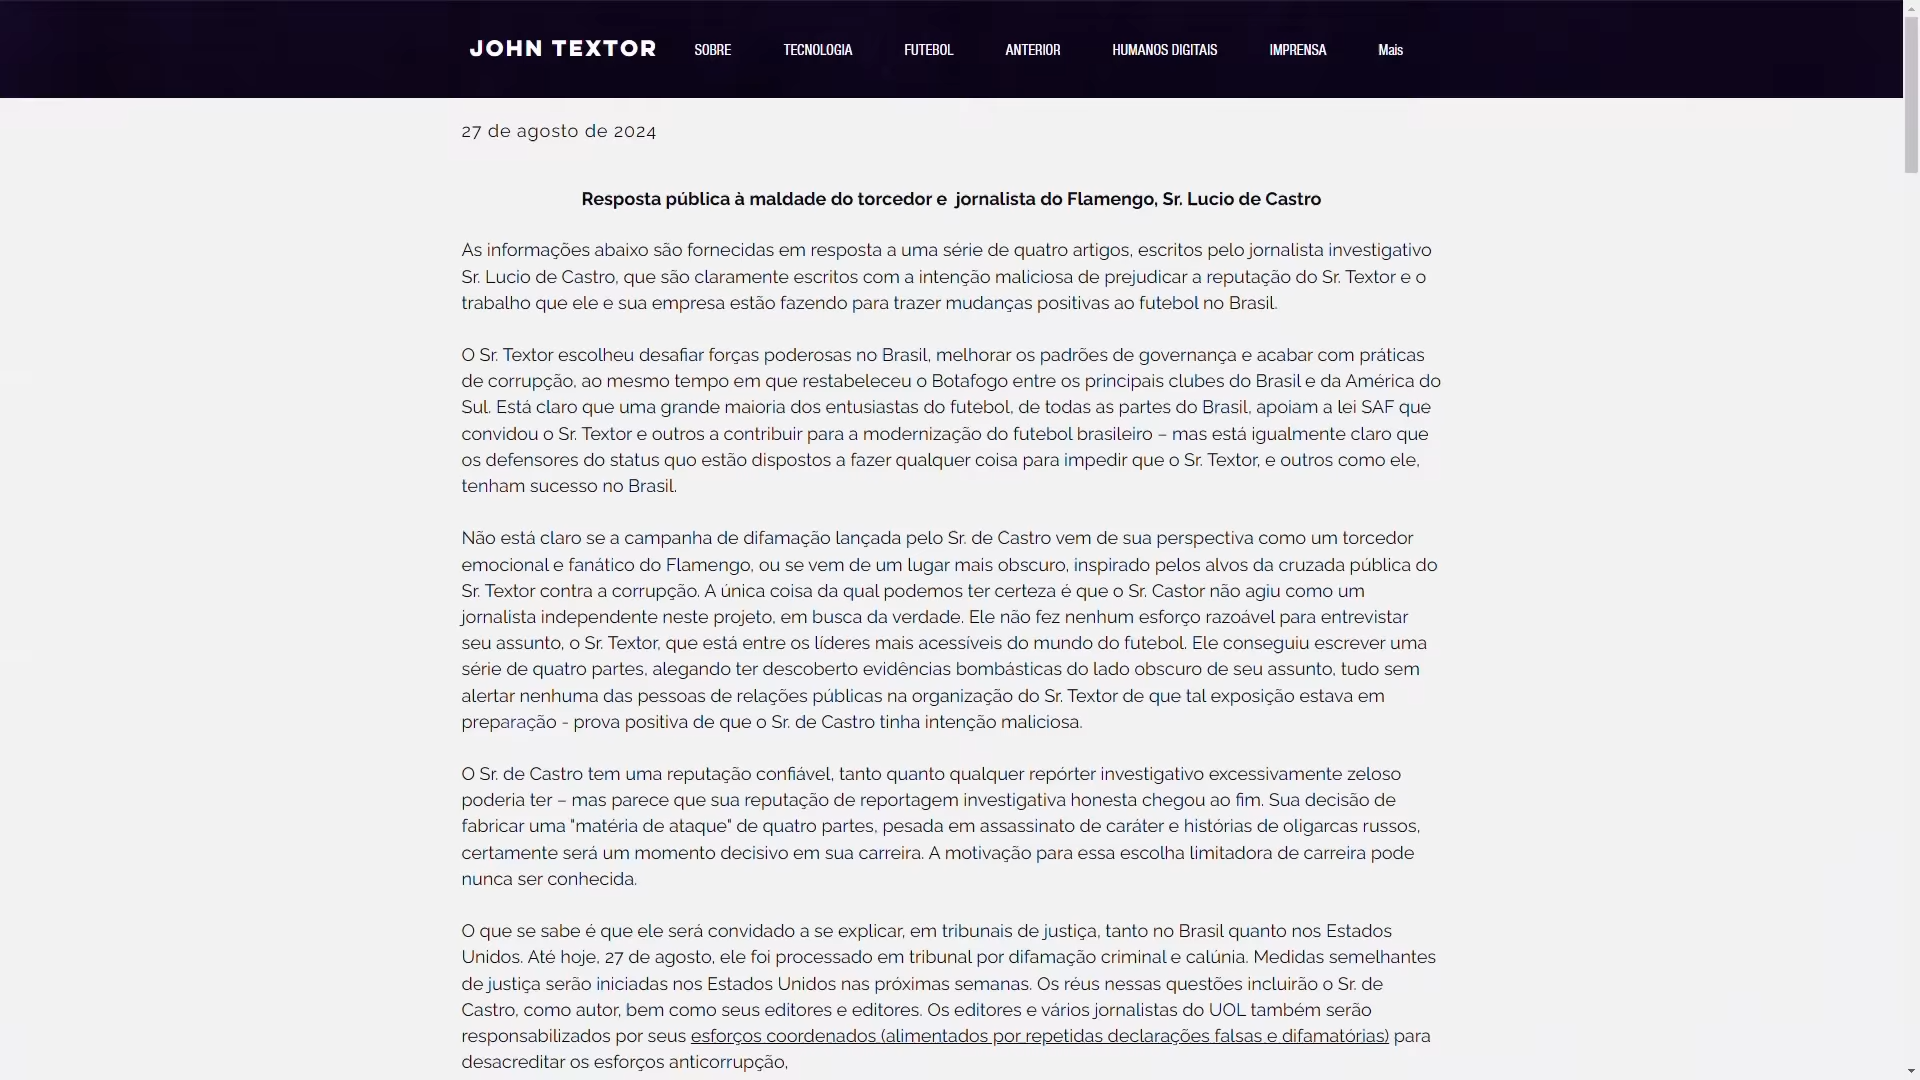 JOHN TEXTOR SOBRE TECNOLOGIA FUTEBOL ANTERIOR HUMANOS DIGITAIS IMPRENSA Mais
27 de agosto de 2024
Resposta pública à maldade do torcedor e jornalista do Flamengo, Sr. Lucio de Castro
As informações abaixo são fornecidas em resposta a uma série de quatro artigos, escritos pelo jornalista investigativo
Sr. Lucio de Castro, que são claramente escritos com a intenção maliciosa de prejudicar a reputação do Sr. Textor e o
trabalho que ele e sua empresa estão fazendo para trazer mudanças positivas ao futebol no Brasil.
O Sr. Textor escolheu desafiar forças poderosas no Brasil, melhorar os padrões de governança e acabar com práticas
de corrupção, ao mesmo tempo em que restabeleceu o Botafogo entre os principais clubes do Brasil e da América do
Sul. Está claro que uma grande maioria dos entusiastas do futebol, de todas as partes do Brasil, apoiam a lei SAF que
convidou o Sr. Textor e outros a contribuir para a modernização do futebol brasileiro – mas está igualmente claro que
os defensores do status quo estão dispostos a fazer qualquer coisa para impedir que o Sr. Textor, e outros como ele,
tenham sucesso no Brasil.
Não está claro se a campanha de difamação lançada pelo Sr. de Castro vem de sua perspectiva como um torcedor
emocional e fanático do Flamengo, ou se vem de um lugar mais obscuro, inspirado pelos alvos da cruzada pública do
Sr. Textor contra a corrupção. A única coisa da qual podemos ter certeza é que o Sr. Castor não agiu como um
jornalista independente neste projeto, em busca da verdade. Ele não fez nenhum esforço razoável para entrevistar
seu assunto, o Sr. Textor, que está entre os líderes mais acessíveis do mundo do futebol. Ele conseguiu escrever uma
série de quatro partes, alegando ter descoberto evidências bombásticas do lado obscuro de seu assunto, tudo sem
alertar nenhuma das pessoas de relações públicas na organização do Sr. Textor de que tal exposição estava em
preparação - prova positiva de que o Sr. de Castro tinha intenção maliciosa.
O Sr. de Castro tem uma reputação confiável, tanto quanto qualquer repórter investigativo excessivamente zeloso
poderia ter – mas parece que sua reputação de reportagem investigativa honesta chegou ao fim. Sua decisão de
fabricar uma "matéria de ataque" de quatro partes, pesada em assassinato de caráter e histórias de oligarcas russos,
certamente será um momento decisivo em sua carreira. A motivação para essa escolha limitadora de carreira pode
nunca ser conhecida.
O que se sabe é que ele será convidado a se explicar, em tribunais de justiça, tanto no Brasil quanto nos Estados
Unidos. Até hoje, 27 de agosto, ele foi processado em tribunal por difamação criminal e calúnia. Medidas semelhantes
de justiça serão iniciadas nos Estados Unidos nas próximas semanas. Os réus nessas questões incluirão o Sr. de
Castro, como autor, bem como seus editores e editores. Os editores e vários jornalistas do UOL também serão
responsabilizados por seus esforços coordenados (alimentados por repetidas declarações falsas e difamatórias) para
desacreditar os esforços anticorrupção,